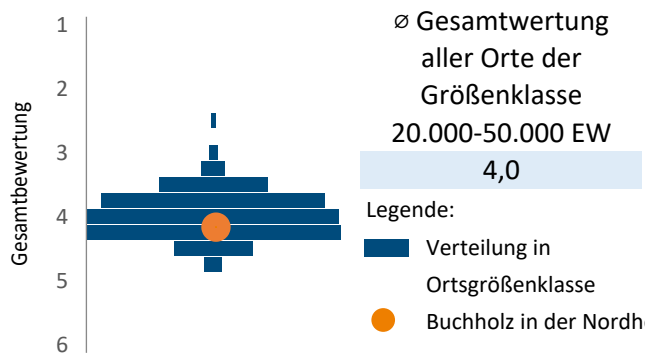 Gesamtbewertung
1
2
3
4
5
6
⌀ Gesamtwertung
aller Orte der
Größenklasse
20.000-50.000 EW
4,0
Legende:
Verteilung in
Ortsgrößenklasse
Buchholz in der Nordhe